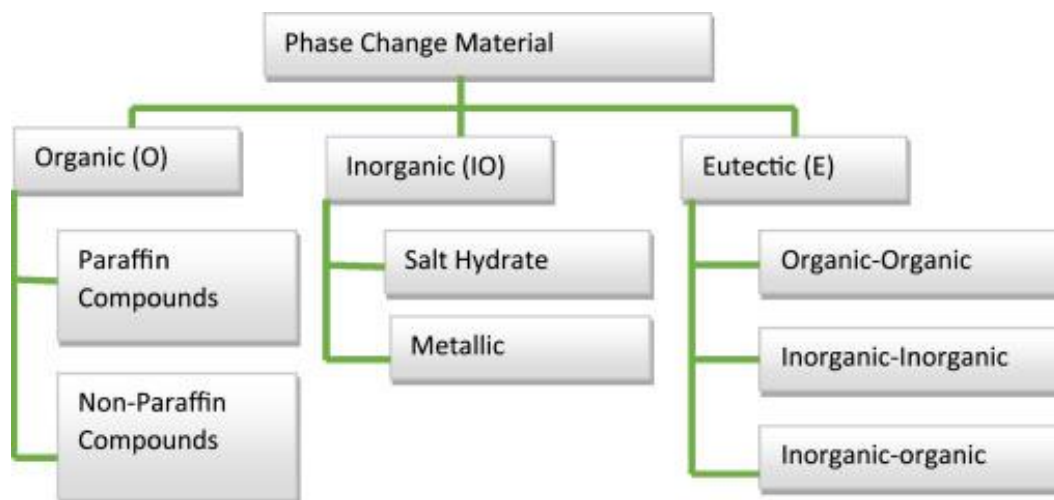 Phase Change Material
Organic (O)
Inorganic (IO)
Eutectic (E)
Paraffin
Compounds
Non-Paraffin
Compounds
Salt Hydrate
Metallic
Organic-Organic
Inorganic-Inorganic
Inorganic-organic